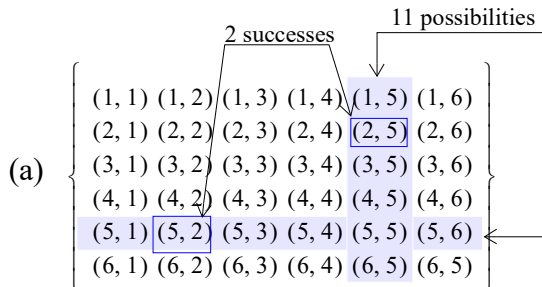 11 possibilities
2 successes
(1, 1) (1, 2) (1, 3) (1, 4) (1, 5) (1, 6)
(2, 1) (2, 2) (2, 3) (2, 4) (2, 5) (2, 6)
(a) (3, 1) (3, 2) (3, 3) (3, 4) (3, 5) (3, 6)
(4, 1) (4, 2) (4, 3) (4, 4) (4, 5) (4, 6)
(5, 1) (5, 2) (5, 3) (5, 4) (5, 5) (5, 6)
(6, 1) (6, 2) (6, 3) (6, 4) (6, 5) (6, 5)